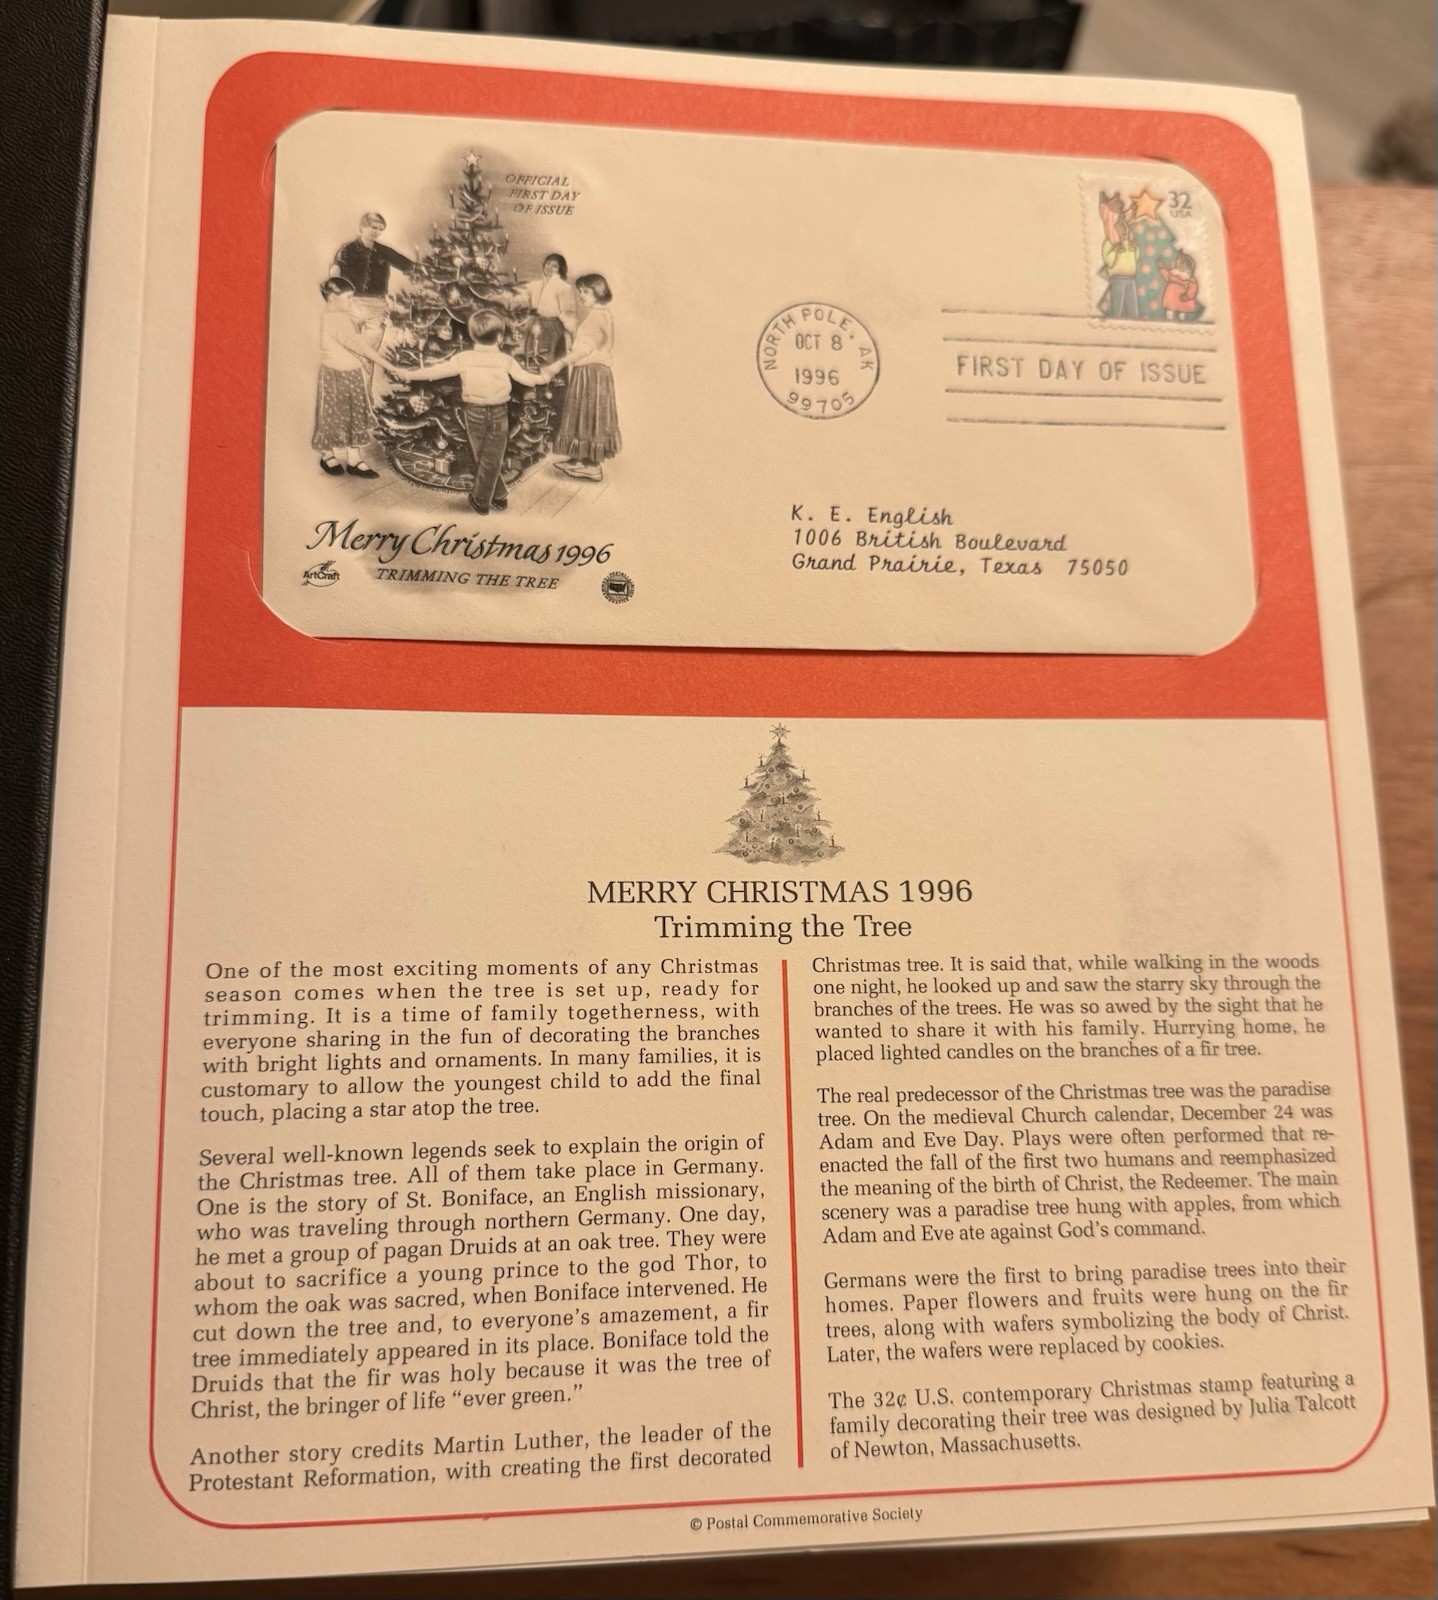 OFFICIAL
FIRST DAY
OF ISSUE
32
USA
NORTH POLE, AK
OCT 8
1996
99705
FIRST DAY OF ISSUE
K. E. English
1006 British Boulevard
Grand Prairie, Texas 75050
Merry Christmas 1996
ArtCraft
TRIMMING THE TREE
MERRY CHRISTMAS 1996
Trimming the Tree
One of the most exciting moments of any Christmas
season comes when the tree is set up, ready for
trimming. It is a time of family togetherness, with
everyone sharing in the fun of decorating the branches
with bright lights and ornaments. In many families, it is
customary to allow the youngest child to add the final
touch, placing a star atop the tree.
Several well-known legends seek to explain the origin of
the Christmas tree. All of them take place in Germany.
One is the story of St. Boniface, an English missionary,
who was traveling through northern Germany. One day,
he met a group of pagan Druids at an oak tree. They were
about to sacrifice a young prince to the god Thor, to
whom the oak was sacred, when Boniface intervened. He
cut down the tree and, to everyone's amazement, a fir
tree immediately appeared in its place. Boniface told the
Druids that the fir was holy because it was the tree of
Christ, the bringer of life “ever green.”
Another story credits Martin Luther, the leader of the
Protestant Reformation, with creating the first decorated
Christmas tree. It is said that, while walking in the woods
one night, he looked up and saw the starry sky through the
branches of the trees. He was so awed by the sight that he
wanted to share it with his family. Hurrying home, he
placed lighted candles on the branches of a fir tree.
The real predecessor of the Christmas tree was the paradise
tree. On the medieval Church calendar, December 24 was
Adam and Eve Day. Plays were often performed that re-
enacted the fall of the first two humans and reemphasized
the meaning of the birth of Christ, the Redeemer. The main
scenery was a paradise tree hung with apples, from which
Adam and Eve ate against God's command.
Germans were the first to bring paradise trees into their
homes. Paper flowers and fruits were hung on the fir
trees, along with wafers symbolizing the body of Christ.
Later, the wafers were replaced by cookies.
The 32¢ U.S. contemporary Christmas stamp featuring a
family decorating their tree was designed by Julia Talcott
of Newton, Massachusetts.
© Postal Commemorative Society